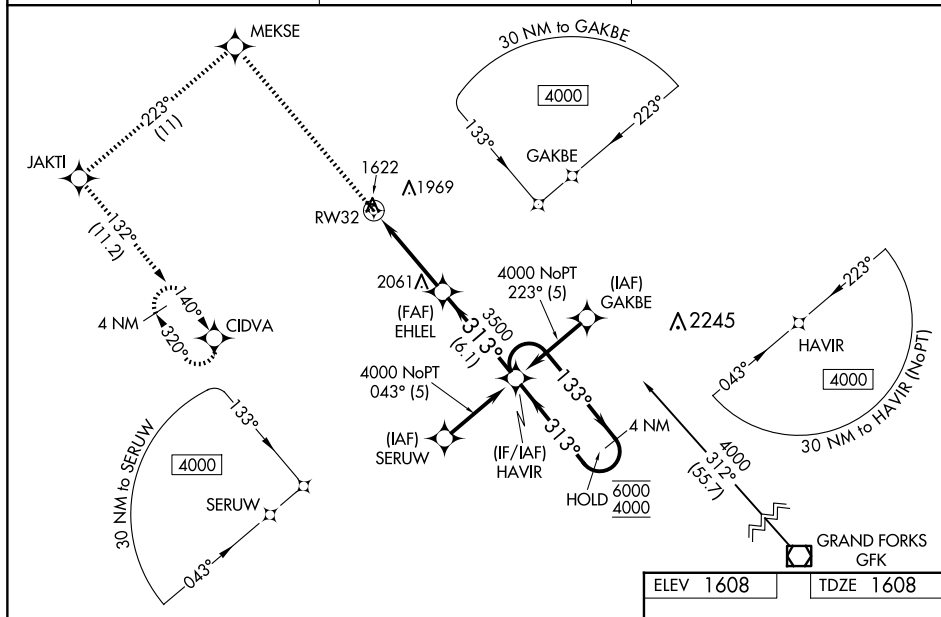 MEKSE
30 NM to GAKBE
4000
133°
223°
GAKBE
223°
(11)
JAKTI
1622
1969
RW32
132°
(11.2)
140°
4 NM
320°
CIDVA
2061
(FAF)
EHLEL
4000 NoPT
223° (5)
(IAF)
GAKBE
3500
313°
(6.1)
2245
223°
HAVIR
043°
4000
30 NM to HAVIR (NoPT)
4000 NoPT
043° (5)
133°
4 NM
313°
(IAF)
SERUW
(IF/IAF)
HAVIR
HOLD
6000
4000
4000
312°
(55.7)
30 NM to SERUW
133°
4000
SERUW
043°
GRAND FORKS
GFK
ELEV 1608
TDZE 1608